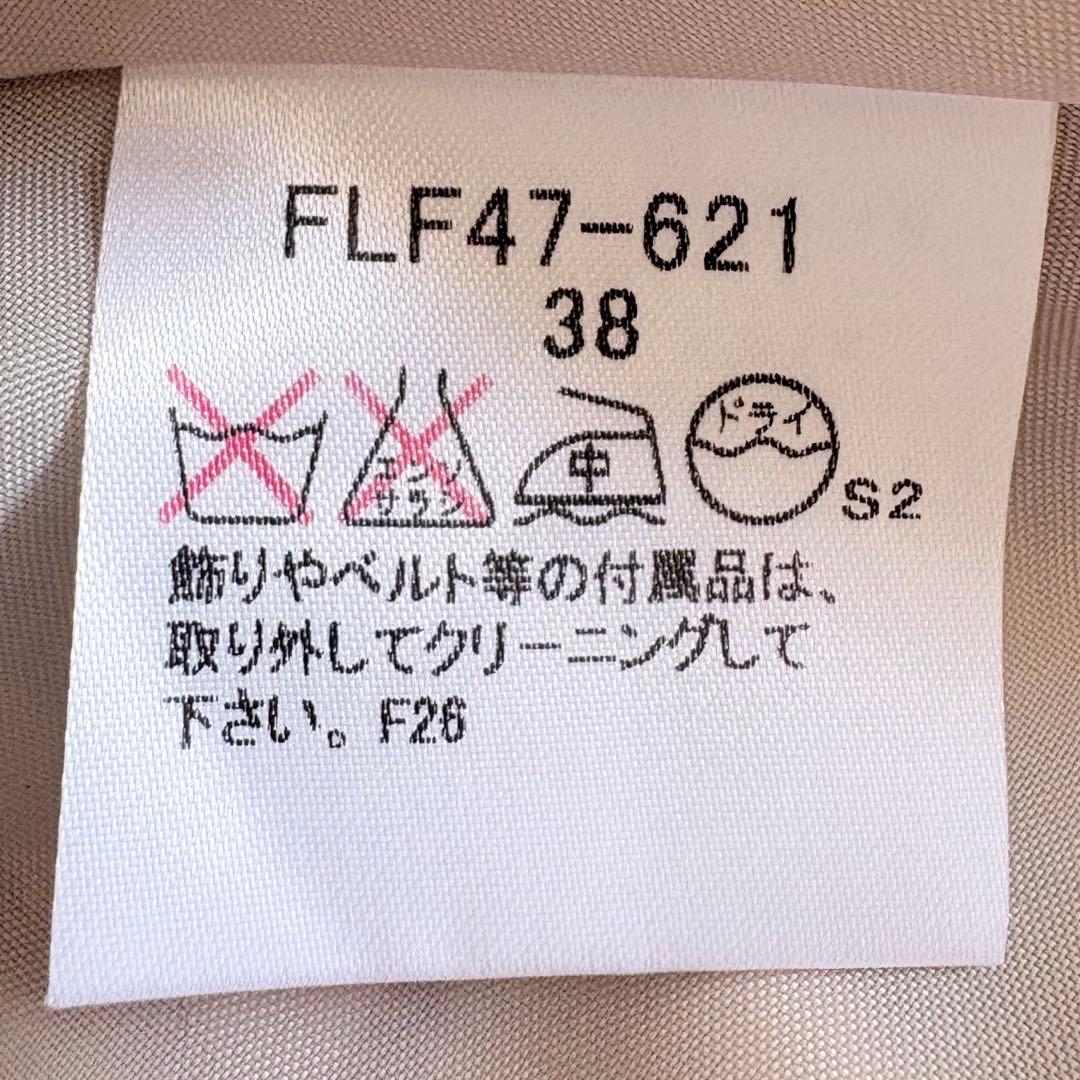 FLF47-621
38
エンソ
サラシ
中
ドライ
S2
飾りやベルト等の付属品は、
取り外してクリーニングして
下さい。F26